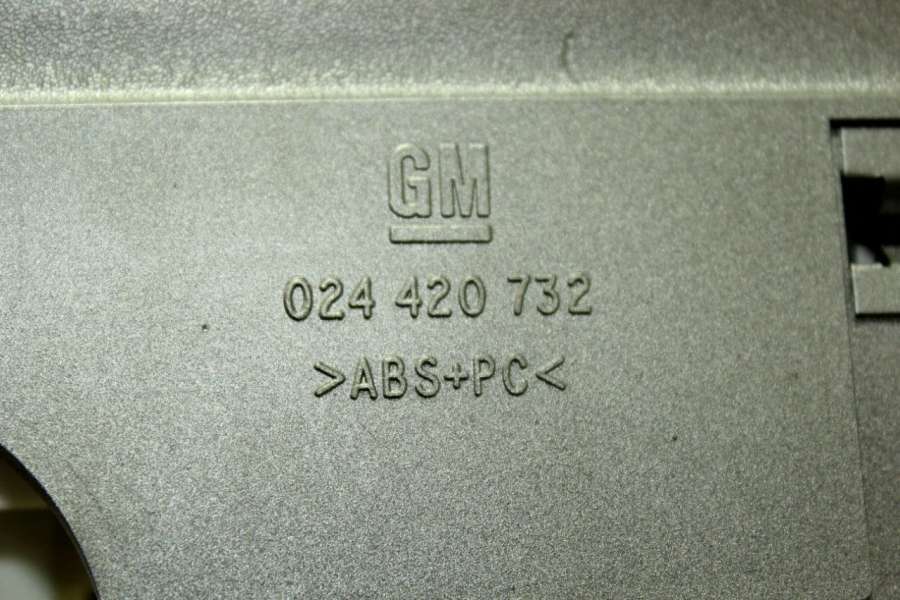 GM
024 420 732
>ABS+PC<